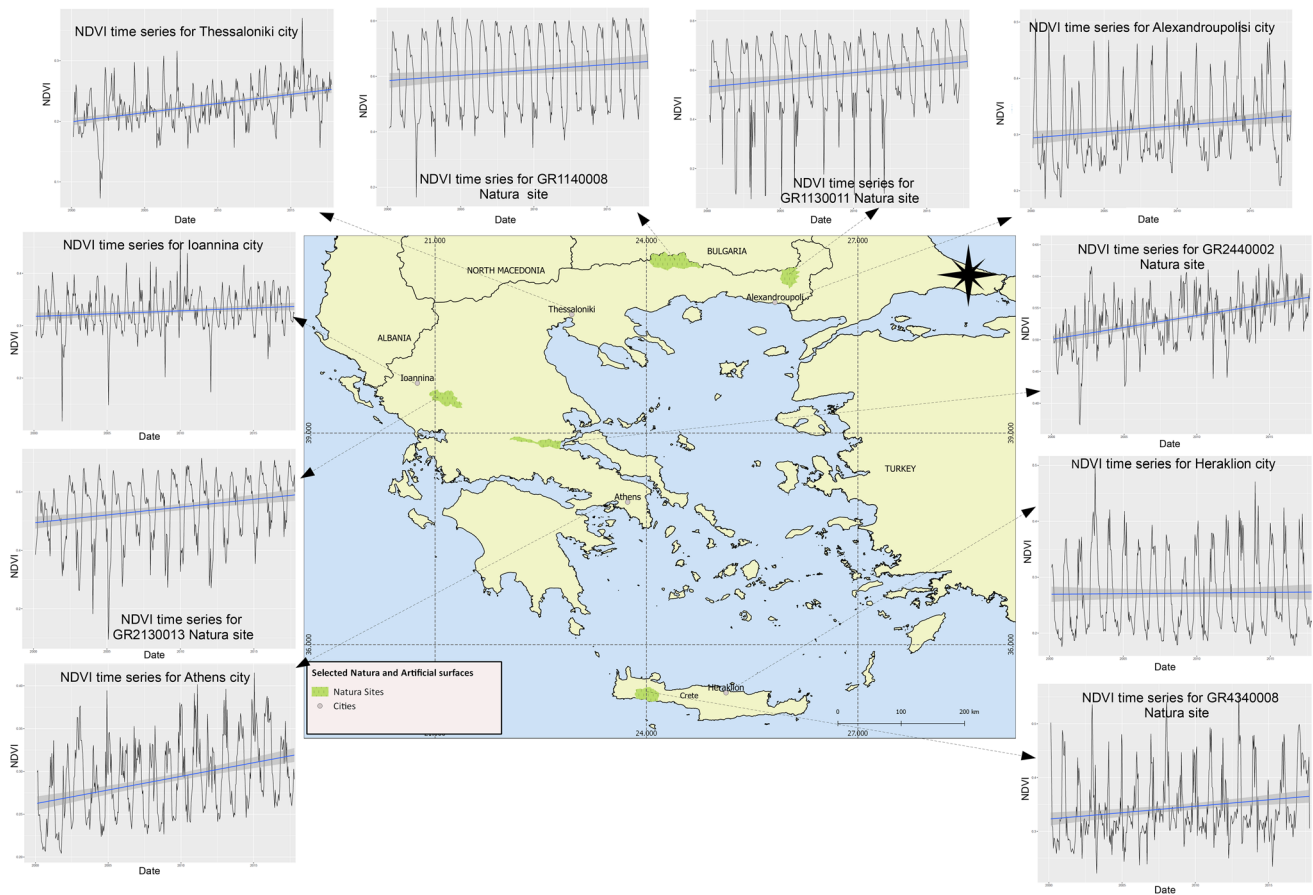 NDVI time series for Thessaloniki city
NDVI
Date
NDVI time sries for GR1140008
Natura site
NDVI
Date
NDVI time series for
GR1130011 Natura site
NDVI
Date
NDVI time series for Alexandroupolisi city
NDVI
Date
NDVI time series for Ioannina city
NDVI
Date
NDVI time series for GR2440002
Natura site
NDVI
Date
NDVI time series for
GR2130013 Natura site
NDVI
Date
NDVI time series for Heraklion city
NDVI
Date
NDVI time series for Athens city
NDVI
Date
NDVI time series for GR4340008
Natura site
NDVI
Date
21.000
24.000
27.000
BULGARIA
NORTH MACEDONIA
Alexandroupoli
Thessaloniki
ALBANIA
Ioannina
39.000
39.000
TURKEY
Athens
36.000
36.000
Selected Natura and Artificial surfaces
Natura Sites
Cities
Heraklion
Crete
0 100 200 km
24.000
27.000